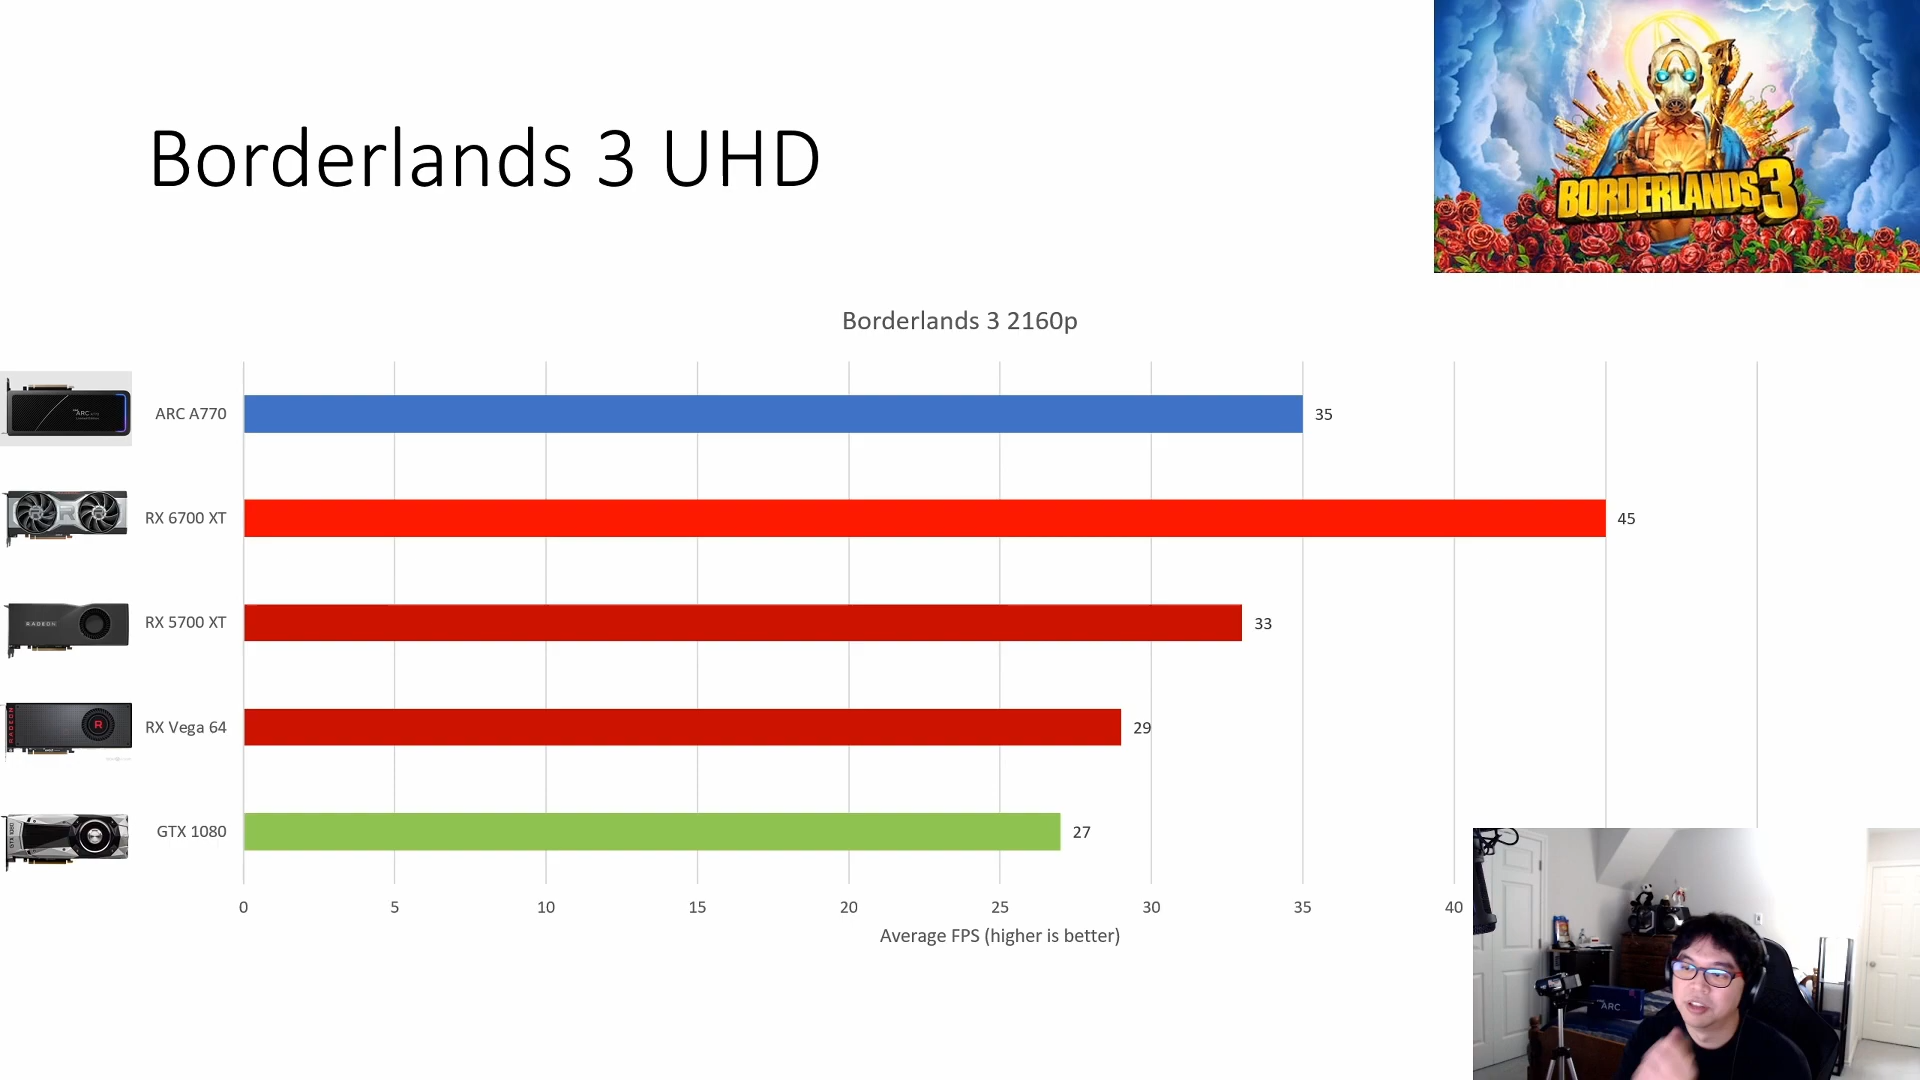 Borderlands 3 UHD
BORDERLANDS 3
Borderlands 3 2160p
ARC A770
35
RX 6700 XT
45
RADEON
RX 5700 XT
33
RX Vega 64
29
GTX 1080
27
0 5 10 15 20 25 30 35 40
Average FPS (higher is better)
ARC